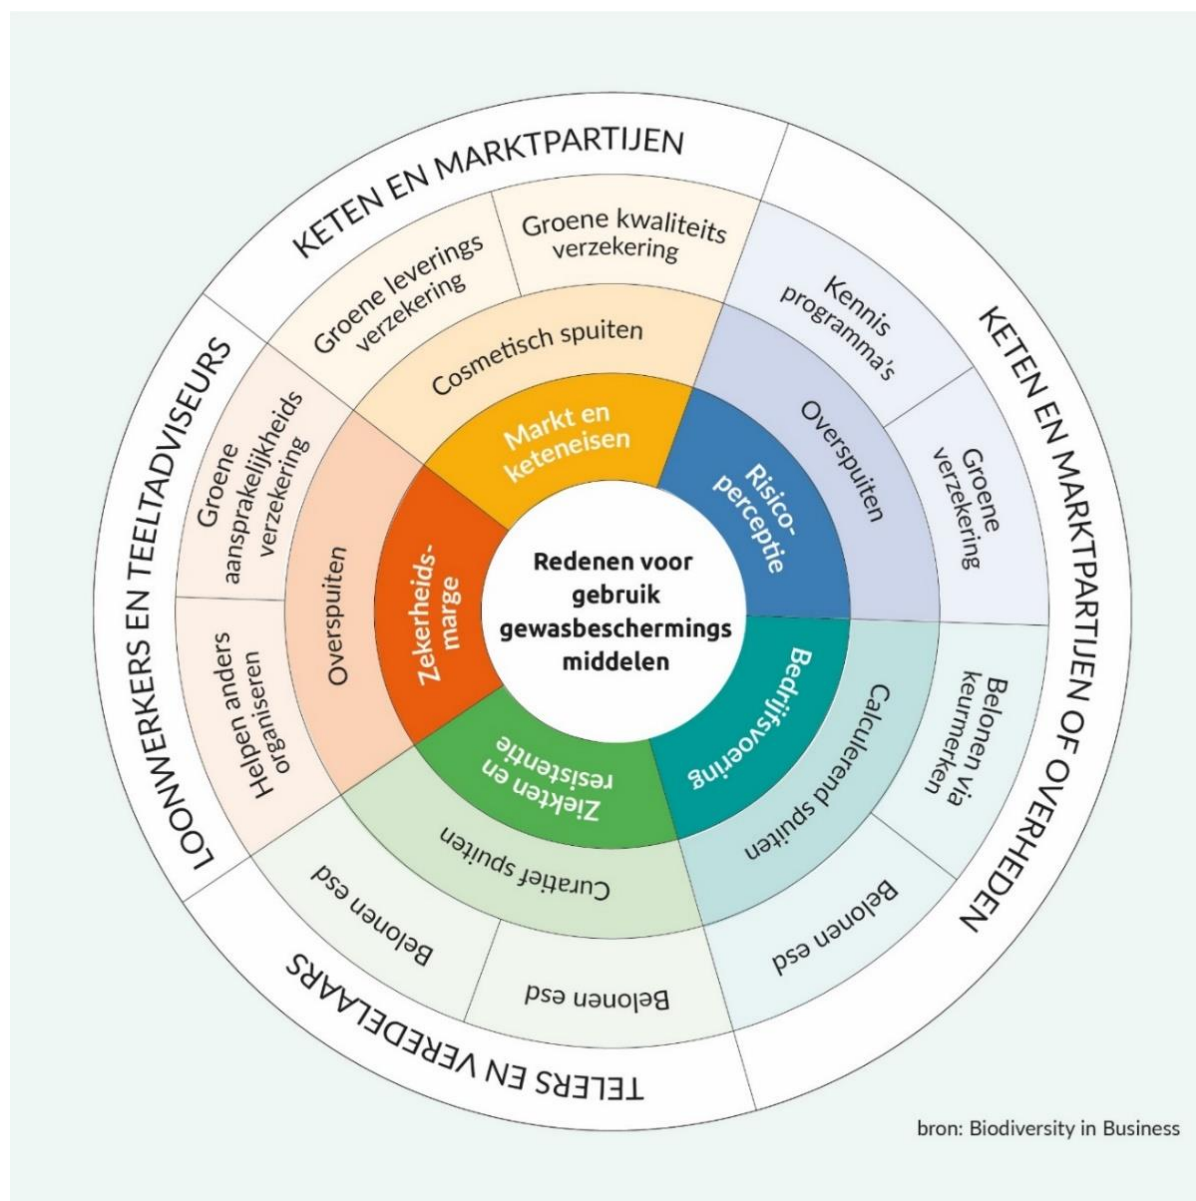 Redenen voor
gebruik
gewasbeschermings
middelen
Markt en
keteneisen
Risico-
perceptie
Bedrijfsvoering
Ziekten en
resistentie
Zekerheids-
marge
Cosmetisch spuiten
Overspuiten
Calculerend spuiten
Curatief spuiten
Overspuiten
Groene leverings
verzekering
Groene kwaliteits
verzekering
Kennis
programma's
Groene
verzekering
Belonen via
keurmerken
Belonen esd
Belonen esd
Belonen esd
Helpen anders
organiseren
Groene
aansprakelijkheids
verzekering
KETEN EN MARKTPARTIJEN
KETEN EN MARKTPARTIJEN OF OVERHEDEN
TELERS EN VEREDELAARS
LOONWERKERS EN TEELTADVISEURS
bron: Biodiversity in Business